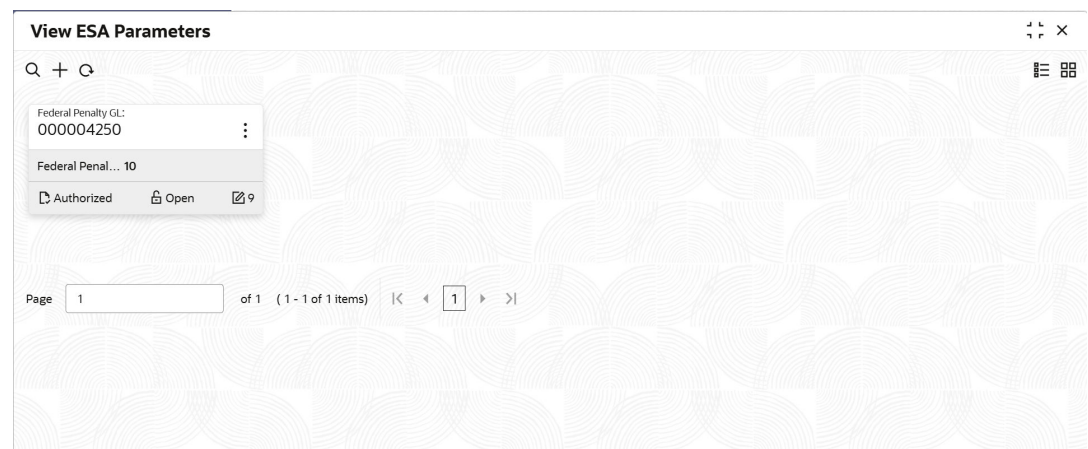 View ESA Parameters
Federal Penalty GL:
000004250
Federal Penal... 10
Authorized Open 9
Page 1 of 1 ( 1 - 1 of 1 items) 1